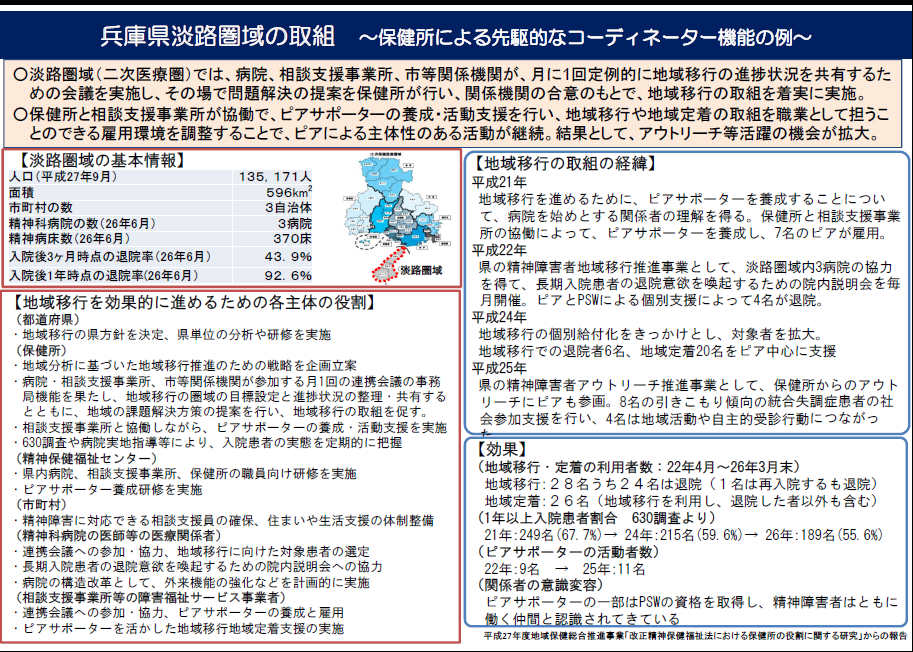 兵庫県淡路圏域の取組　～保健所による先駆的なコーディネーター機能の例～
○淡路圏域（二次医療圏）では、病院、相談支援事業所、市等関係機関が、月に1回定例的に地域移行の進捗状況を共有するた
めの会議を実施し、その場で問題解決の提案を保健所が行い、関係機関の合意のもとで、地域移行の取組を着実に実施。
○保健所と相談支援事業所が協働で、ピアサポーターの養成・活動支援を行い、地域移行や地域定着の取組を職業として担うこ
とのできる雇用環境を調整することで、ピアによる主体性のある活動が継続。結果として、アウトリーチ等活躍の機会が拡大。
【淡路圏域の基本情報】
人口（平成27年9月） 135，171人
面積 596km2
市町村の数 3自治体
精神科病院の数（26年6月） 3病院
精神病床数（26年6月） 370床
入院後3ヶ月時点の退院率（26年6月） 43．9%
入院後1年時点の退院率（26年6月） 92．6%
淡路圏域
【地域移行を効果的に進めるための各主体の役割】
（都道府県）
・地域移行の県方針を決定、県単位の分析や研修を実施
（保健所）
・地域分析に基づいた地域移行推進のための戦略を企画立案
・病院・相談支援事業所、市等関係機関が参加する月1回の連携会議の事務
局機能を果たし、地域移行の圏域の目標設定と進捗状況の整理・共有する
とともに、地域の課題解決方策の提案を行い、地域移行の取組を促す。
・相談支援事業所と協働しながら、ピアサポーターの養成・活動支援を実施
・630調査や病院実地指導等により、入院患者の実態を定期的に把握
（精神保健福祉センター）
・県内病院、相談支援事業所、保健所の職員向け研修を実施
・ピアサポーター養成研修を実施
（市町村）
・精神障害に対応できる相談支援員の確保、住まいや生活支援の体制整備
（精神科病院の医師等の医療関係者）
・連携会議への参加・協力、地域移行に向けた対象患者の選定
・長期入院患者の退院意欲を喚起するための院内説明会への協力
・病院の構造改革として、外来機能の強化などを計画的に実施
（相談支援事業所等の障害福祉サービス事業者）
・連携会議への参加・協力、ピアサポーターの養成と雇用
・ピアサポーターを活かした地域移行地域定着支援の実施
【地域移行の取組の経緯】
平成21年
地域移行を進めるために、ピアサポーターを養成することについ
て、病院を始めとする関係者の理解を得る。保健所と相談支援事業
所の協働によって、ピアサポーターを養成し、7名のピアが雇用。
平成22年
県の精神障害者地域移行推進事業として、淡路圏域内3病院の協力
を得て、長期入院患者の退院意欲を喚起するための院内説明会を毎
月開催。ピアとPSWによる個別支援によって4名が退院。
平成24年
地域移行の個別給付化をきっかけとし、対象者を拡大。
地域移行での退院者6名、地域定着20名をピア中心に支援
平成25年
県の精神障害者アウトリーチ推進事業として、保健所からのアウト
リーチにピアも参画。8名の引きこもり傾向の統合失調症患者の社
会参加支援を行い、4名は地域活動や自主的受診行動につながっ
た
【効果】
（地域移行・定着の利用者数：22年4月～26年3月末）
地域移行：２８名うち２４名は退院（１名は再入院するも退院）
地域定着：２６名（地域移行を利用し、退院した者以外も含む）
（1年以上入院患者割合　630調査より）
21年：249名(67.7%)→ 24年：215名(59.6%)→ 26年：189名(55.6%)
（ピアサポーターの活動者数）
22年：9名　→　25年：11名
（関係者の意識変容）
ピアサポーターの一部はPSWの資格を取得し、精神障害者はともに
働く仲間と認識されてきている
平成27年度地域保健総合推進事業「改正精神保健福祉法における保健所の役割に関する研究」からの報告